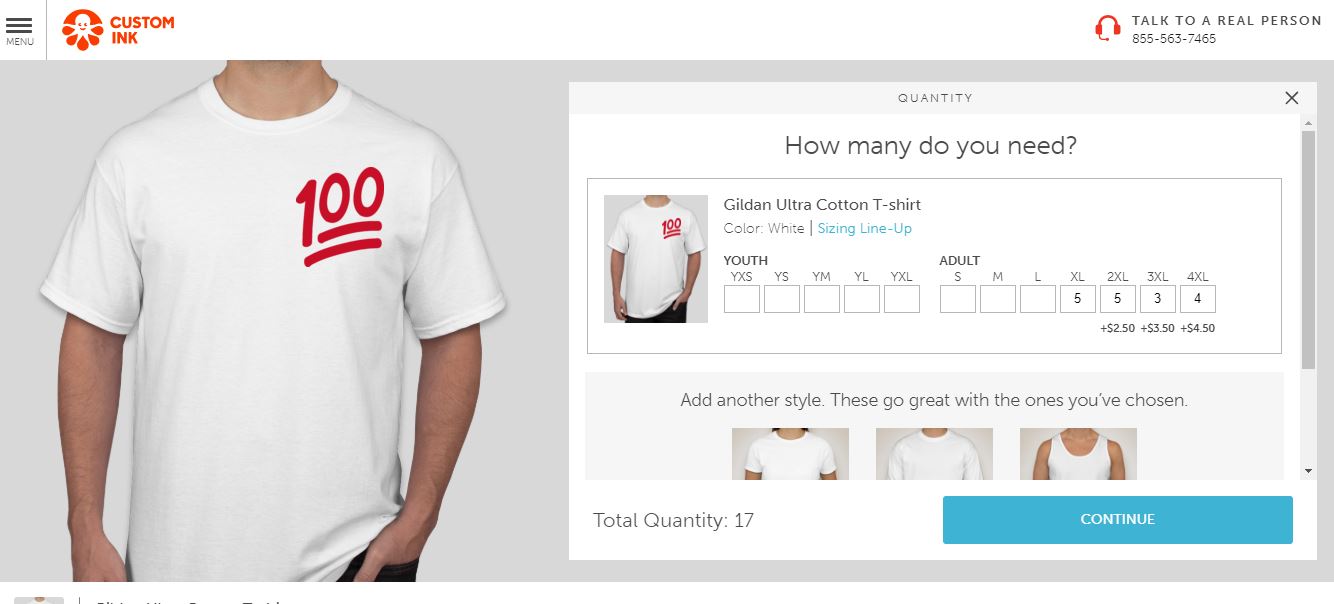 MENU
CUSTOM
INK
TALK TO A REAL PERSON
855-563-7465
100
QUANTITY
How many do you need?
100
Gildan Ultra Cotton T-shirt
Color: White | Sizing Line-Up
YOUTH
YXS YS YM YL YXL
ADULT
S M L XL 2XL 3XL 4XL
5 5 3 4
+$2.50 +$3.50 +$4.50
Add another style. These go great with the ones you've chosen.
Total Quantity: 17
CONTINUE